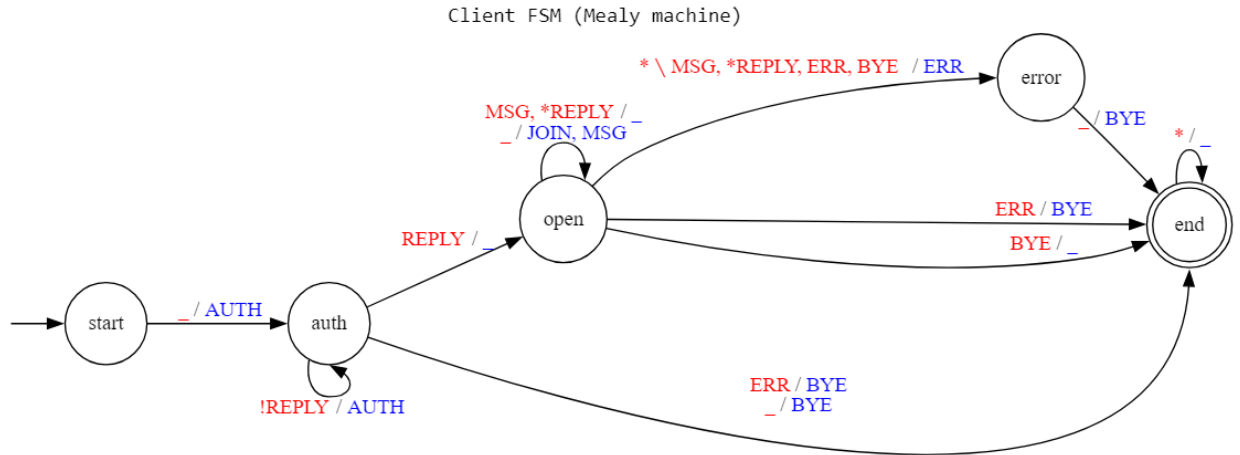 Client FSM (Mealy machine)
* \ MSG, *REPLY, ERR, BYE / ERR
error
MSG, *REPLY / _
_ / JOIN, MSG
_ / BYE
* / _
open
ERR / BYE
end
REPLY / _
BYE / _
start
_ / AUTH
auth
ERR / BYE
_ / BYE
!REPLY / AUTH